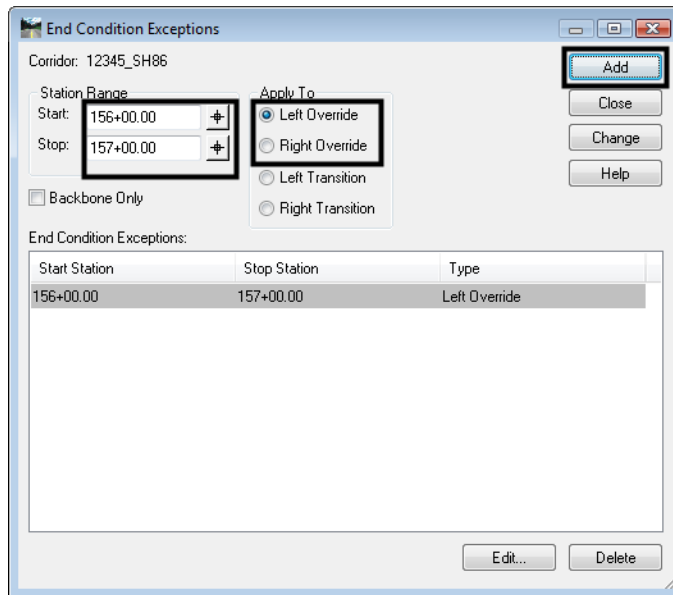 End Condition Exceptions
Corridor: 12345_SH86
Add
Close
Change
Help
Station Range
Start: 156+00.00
Stop: 157+00.00
Apply To
Left Override
Right Override
Left Transition
Right Transition
Backbone Only
End Condition Exceptions:
Start Station Stop Station Type
156+00.00 157+00.00 Left Override
Edit... Delete